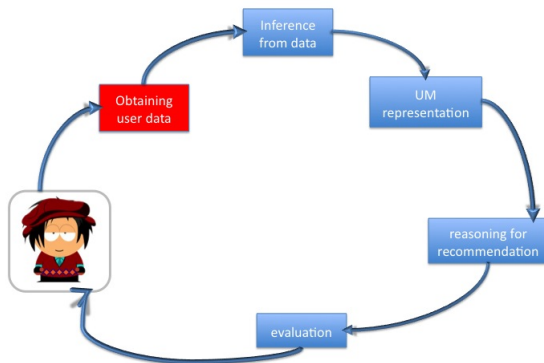 Inference
from data
Obtaining
user data
UM
representation
reasoning for
recommendation
evaluation